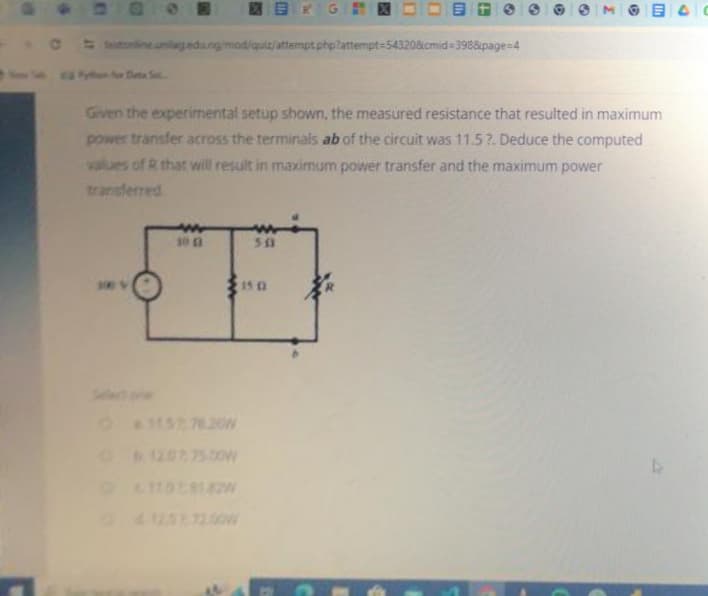 testonline.unilag.edu.ng/mod/quiz/attempt.php?attempt=54320&cmid=398&page=4
Python for Data Sci...
Given the experimental setup shown, the measured resistance that resulted in maximum
power transfer across the terminals ab of the circuit was 11.5 ?. Deduce the computed
values of R that will result in maximum power transfer and the maximum power
transferred.
a
10 Ω
5 Ω
100 V
15 Ω
R
b
Select one:
a. 11.5 ?; 78.26W
b. 12.0 ?; 75.00W
c. 11.0 ?; 81.82W
d. 12.5 ?; 72.00W